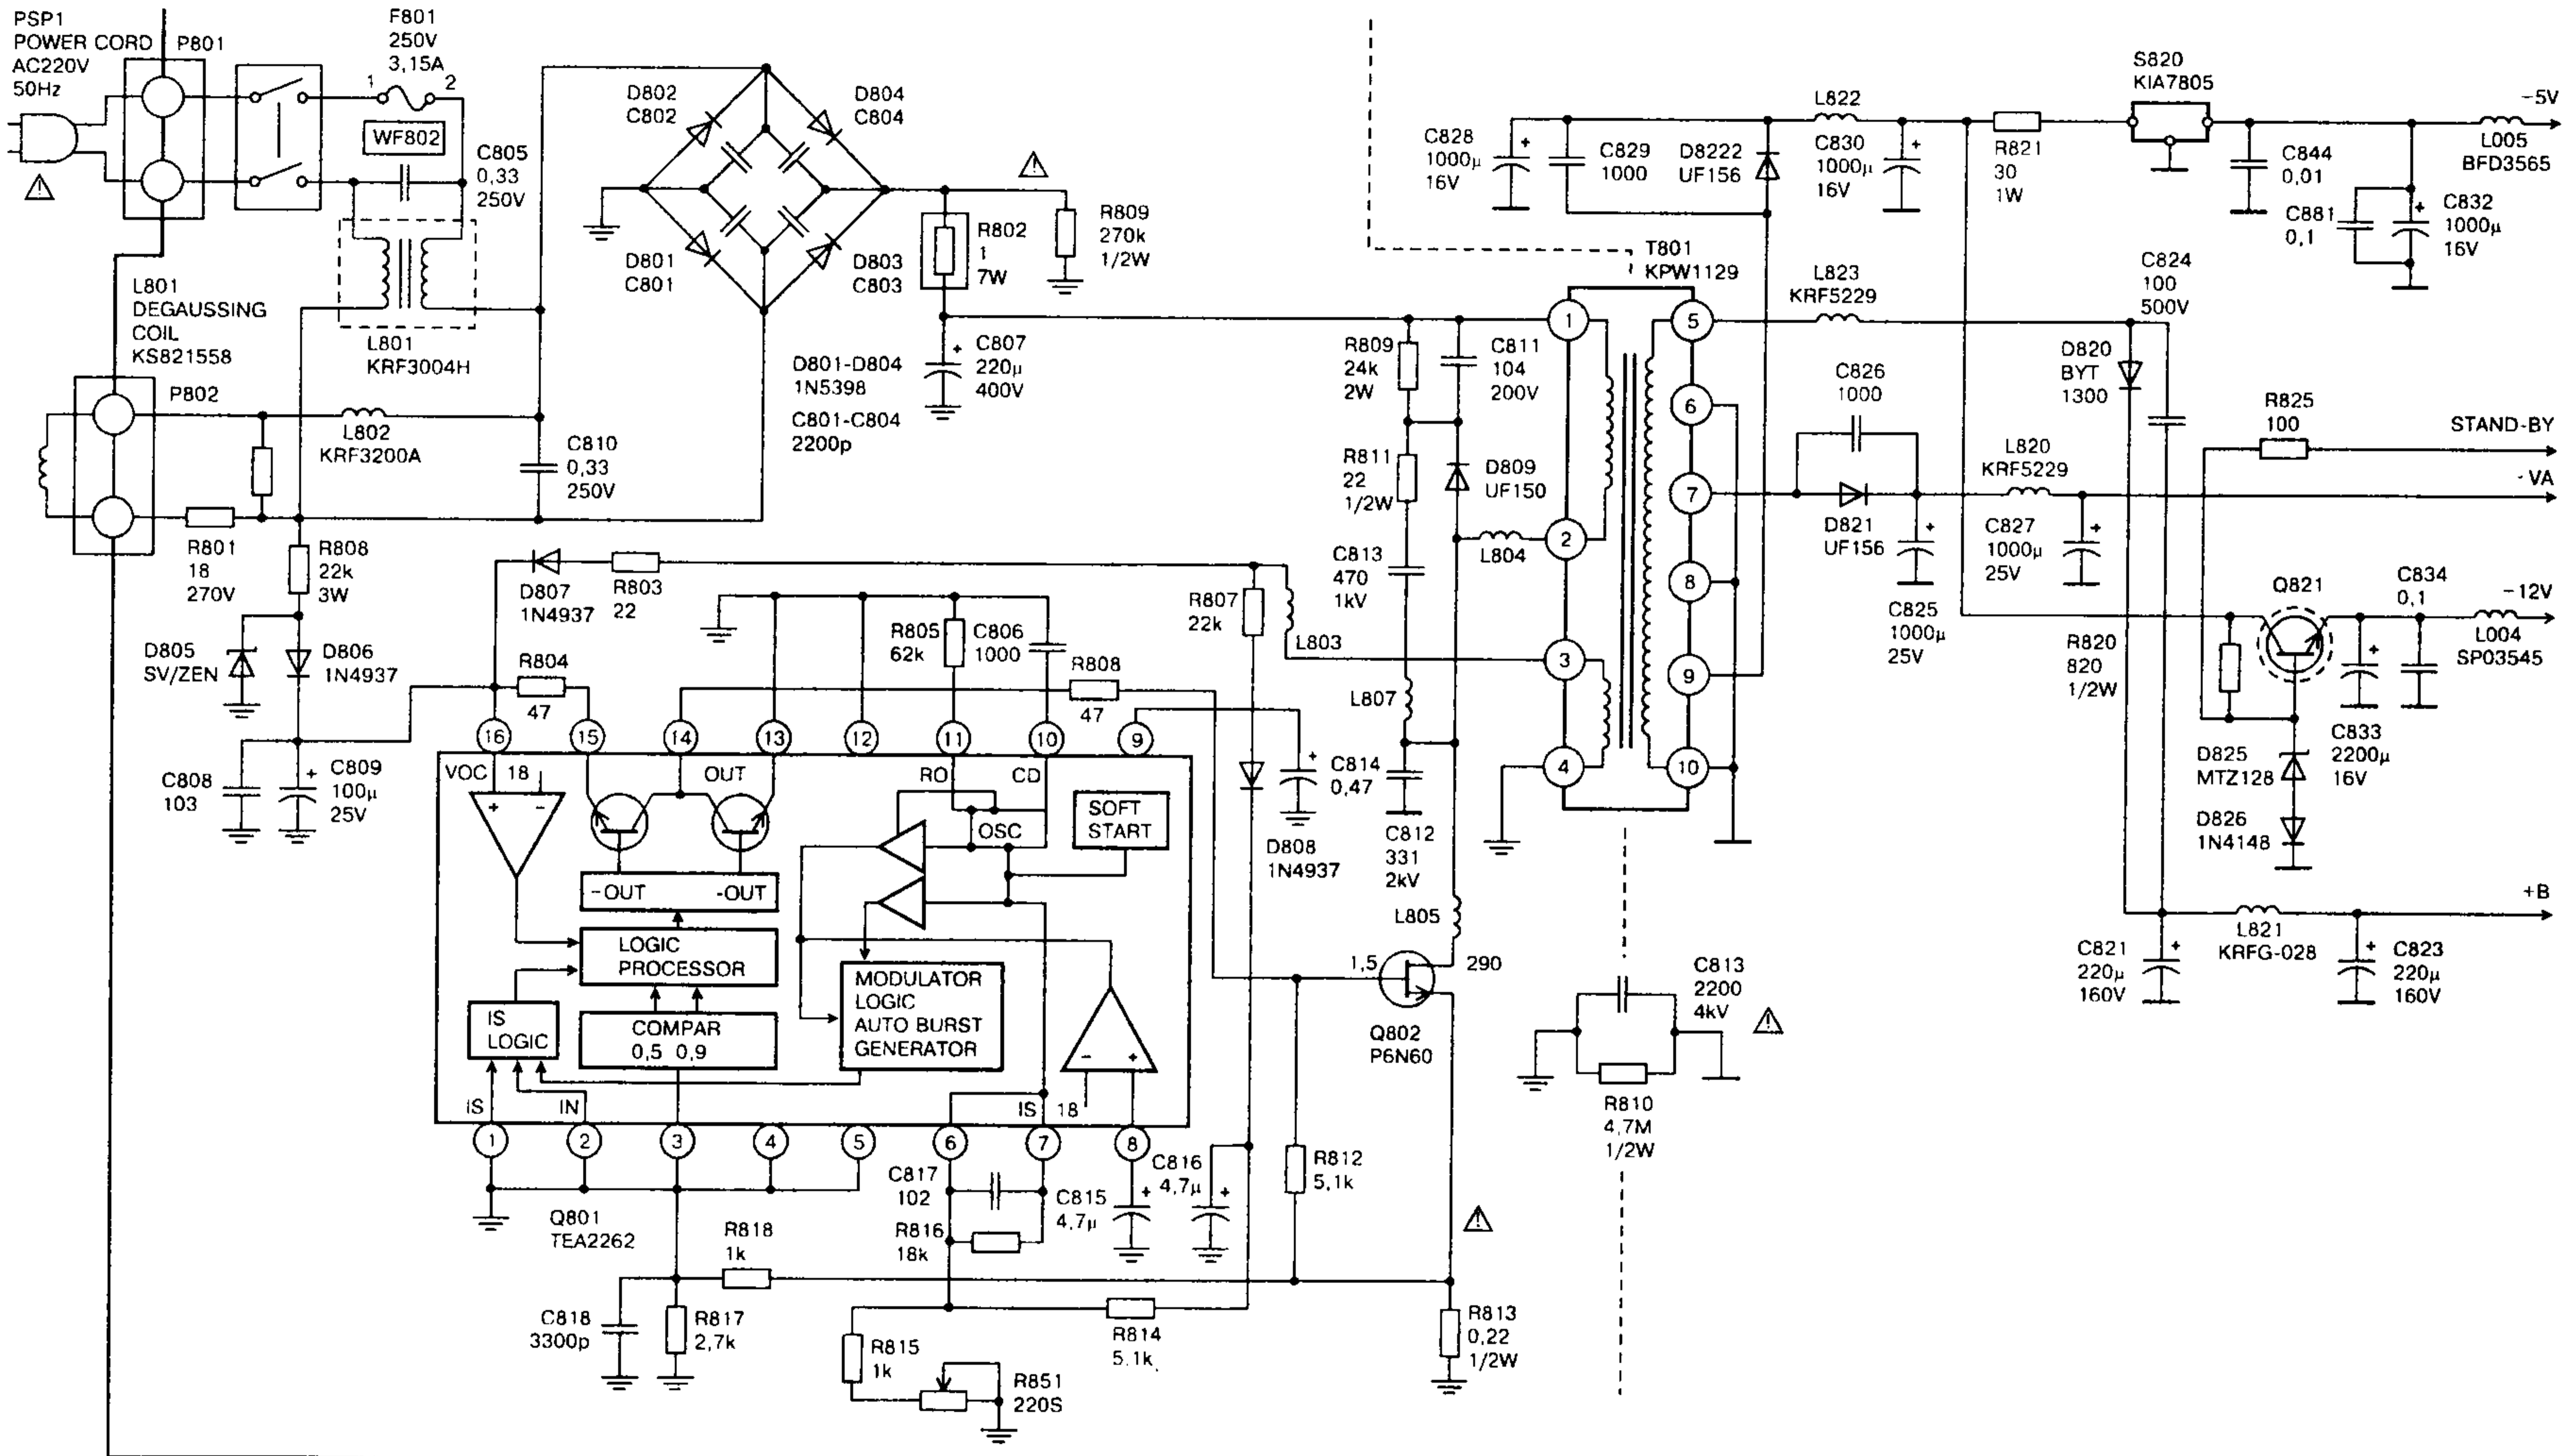 PSP1
POWER CORD
AC220V
50Hz
P801
F801
250V
3,15A
1
2
WF802
C805
0,33
250V
D802
C802
D804
C804
D801
C801
D803
C803
R802
1
7W
R809
270k
1/2W
L801
DEGAUSSING
COIL
KS821558
L801
KRF3004H
P802
L802
KRF3200A
C810
0,33
250V
C807
220µ
400V
D801-D804
1N5398
C801-C804
2200p
R801
18
270V
R808
22k
3W
D805
SV/ZEN
D806
1N4937
C808
103
C809
100µ
25V
D807
1N4937
R803
22
R804
47
R805
62k
C806
1000
R808
47
R807
22k
L803
D808
1N4937
16
15
14
13
12
11
10
9
VOC
18
+
−
OUT
RO
CD
OSC
SOFT
START
−OUT
-OUT
LOGIC
PROCESSOR
IS
LOGIC
COMPAR
0,5 0,9
MODULATOR
LOGIC
AUTO BURST
GENERATOR
−
+
IS
IN
IS
18
1
2
3
4
5
6
7
8
Q801
TEA2262
C817
102
R816
18k
C815
4,7µ
C816
4,7µ
R812
5,1k
R818
1k
C818
3300p
R817
2,7k
R815
1k
R851
220S
R814
5.1k
R813
0,22
1/2W
R809
24k
2W
C811
104
200V
R811
22
1/2W
D809
UF150
C813
470
1kV
L804
L807
C814
0,47
C812
331
2kV
L805
1,5
290
Q802
P6N60
T801
KPW1129
1
2
3
4
5
6
7
8
9
10
C813
2200
4kV
R810
4,7M
1/2W
C828
1000µ
16V
C829
1000
D8222
UF156
L822
C830
1000µ
16V
R821
30
1W
S820
KIA7805
C844
0,01
C881
0,1
C832
1000µ
16V
−5V
L005
BFD3565
L823
KRF5229
C824
100
500V
D820
BYT
1300
C826
1000
D821
UF156
L820
KRF5229
C825
1000µ
25V
C827
1000µ
25V
R825
100
STAND-BY
-VA
Q821
C834
0,1
−12V
L004
SP03545
R820
820
1/2W
C833
2200µ
16V
D825
MTZ128
D826
1N4148
+B
C821
220µ
160V
L821
KRFG-028
C823
220µ
160V